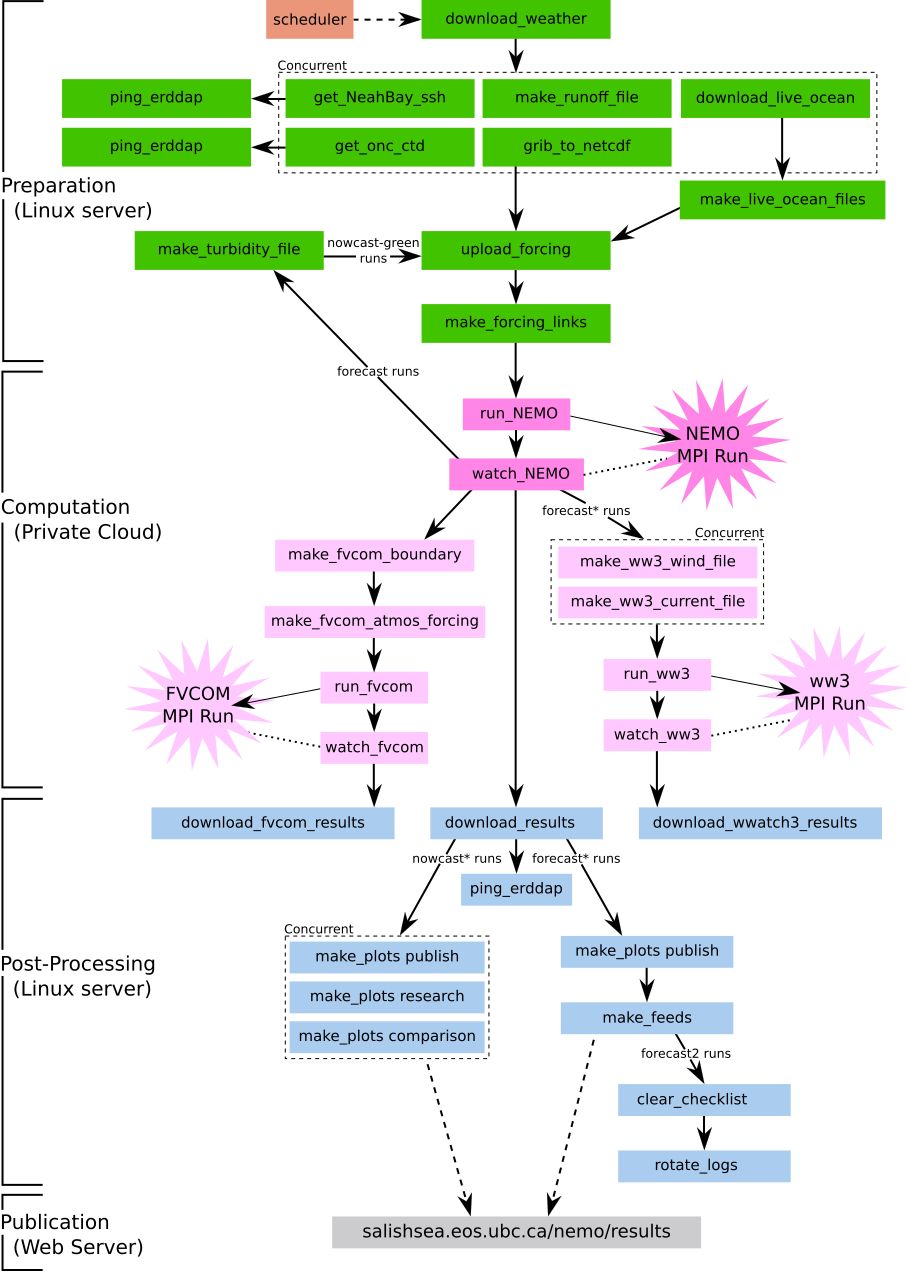 scheduler
download_weather
Concurrent
ping_erddap
get_NeahBay_ssh
make_runoff_file
download_live_ocean
ping_erddap
get_onc_ctd
grib_to_netcdf
Preparation
(Linux server)
make_live_ocean_files
make_turbidity_file
nowcast-green
runs
upload_forcing
make_forcing_links
forecast runs
run_NEMO
NEMO
MPI Run
watch_NEMO
Computation
(Private Cloud)
forecast* runs
Concurrent
make_fvcom_boundary
make_ww3_wind_file
make_ww3_current_file
make_fvcom_atmos_forcing
FVCOM
MPI Run
run_fvcom
run_ww3
ww3
MPI Run
watch_fvcom
watch_ww3
download_fvcom_results
download_results
download_wwatch3_results
nowcast* runs
forecast* runs
ping_erddap
Concurrent
Post-Processing
(Linux server)
make_plots publish
make_plots research
make_plots comparison
make_plots publish
make_feeds
forecast2 runs
clear_checklist
rotate_logs
Publication
(Web Server)
salishsea.eos.ubc.ca/nemo/results